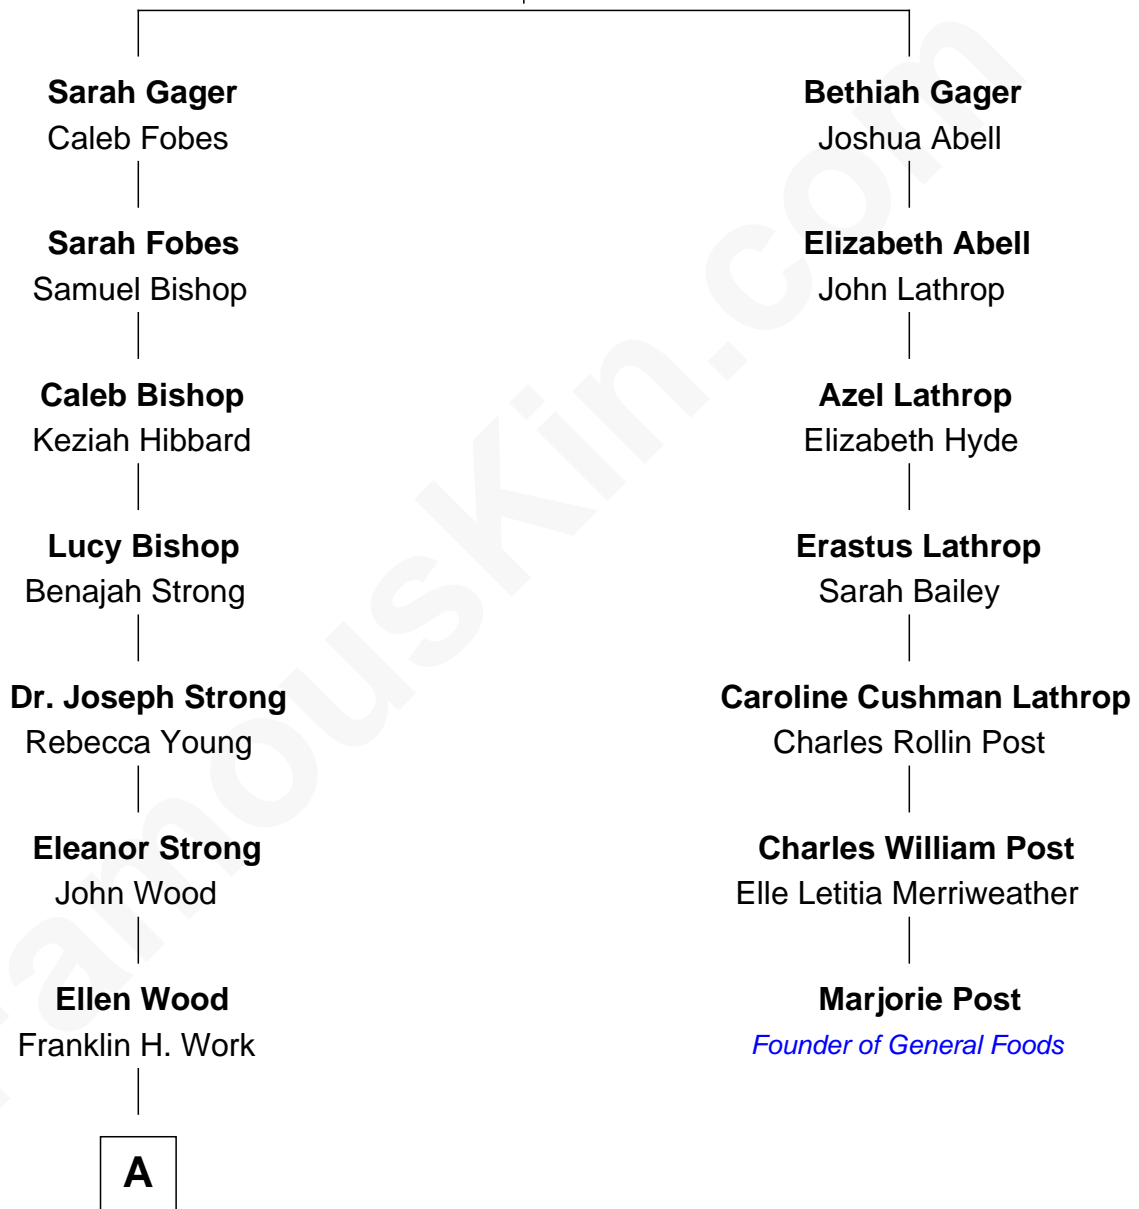 Sarah Gager
Caleb Fobes
Bethiah Gager
Joshua Abell
Sarah Fobes
Samuel Bishop
Elizabeth Abell
John Lathrop
Caleb Bishop
Keziah Hibbard
Azel Lathrop
Elizabeth Hyde
Lucy Bishop
Benajah Strong
Erastus Lathrop
Sarah Bailey
Dr. Joseph Strong
Rebecca Young
Caroline Cushman Lathrop
Charles Rollin Post
Eleanor Strong
John Wood
Charles William Post
Elle Letitia Merriweather
Ellen Wood
Franklin H. Work
Marjorie Post
Founder of General Foods
A
FamousKin.com